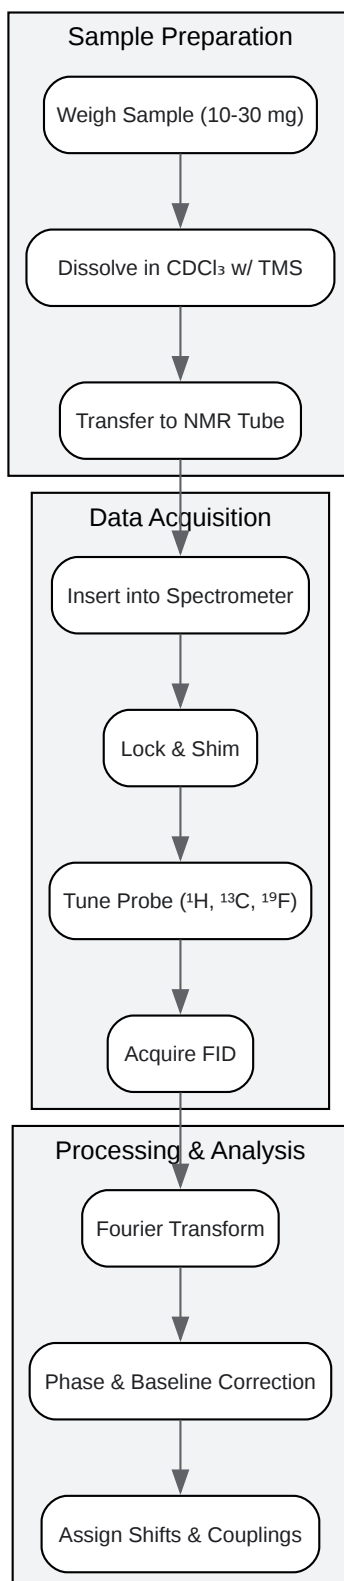 Sample Preparation
Weigh Sample (10-30 mg)
Dissolve in CDCl₃ w/ TMS
Transfer to NMR Tube
Data Acquisition
Insert into Spectrometer
Lock & Shim
Tune Probe (¹H, ¹³C, ¹⁹F)
Acquire FID
Processing & Analysis
Fourier Transform
Phase & Baseline Correction
Assign Shifts & Couplings